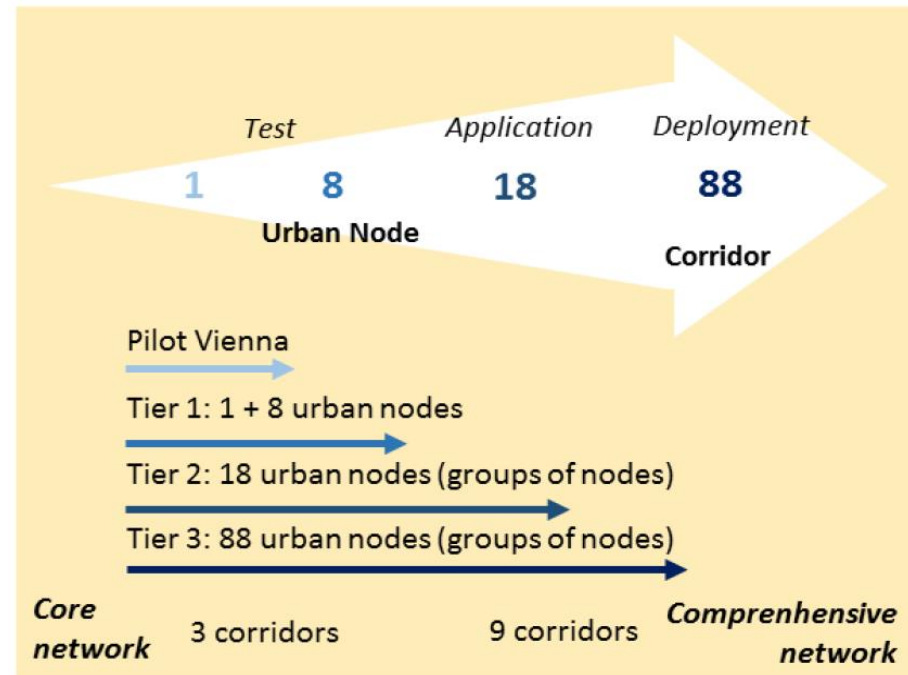 Test Application Deployment
1 8 18 88
Urban Node
Corridor
Pilot Vienna
Tier 1: 1 + 8 urban nodes
Tier 2: 18 urban nodes (groups of nodes)
Tier 3: 88 urban nodes (groups of nodes)
Core
network
3 corridors
9 corridors
Comprenhensive
network